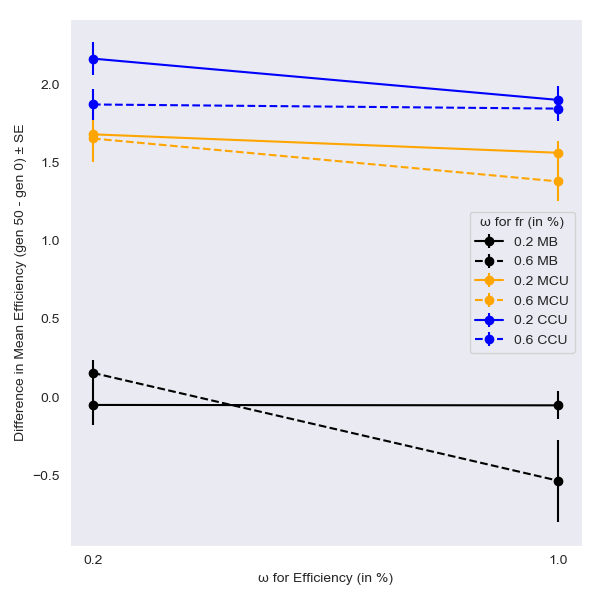 Difference in Mean Efficiency (gen 50 - gen 0) ± SE
2.0
1.5
1.0
0.5
0.0
−0.5
ω for fr (in %)
0.2 MB
0.6 MB
0.2 MCU
0.6 MCU
0.2 CCU
0.6 CCU
0.2
1.0
ω for Efficiency (in %)